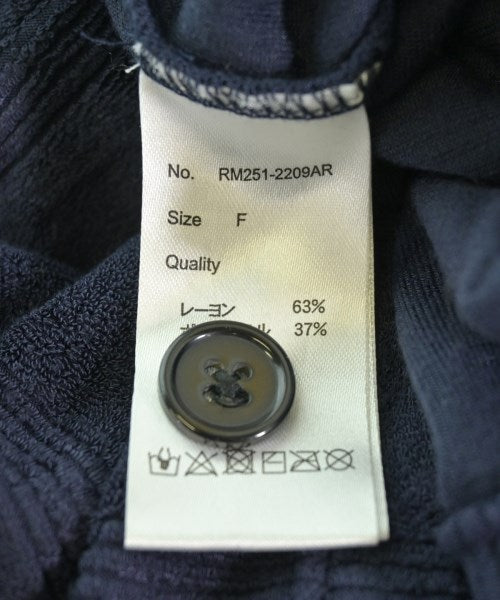 No. RM251-2209AR
Size F
Quality
レーヨン 63%
37%